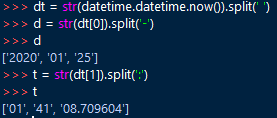 >>> dt = str(datetime.datetime.now()).split(' ')
>>> d = str(dt[0]).split('-')
>>> d
['2020', '01', '25']
>>> t = str(dt[1]).split(':')
>>> t
['01', '41', '08.709604']